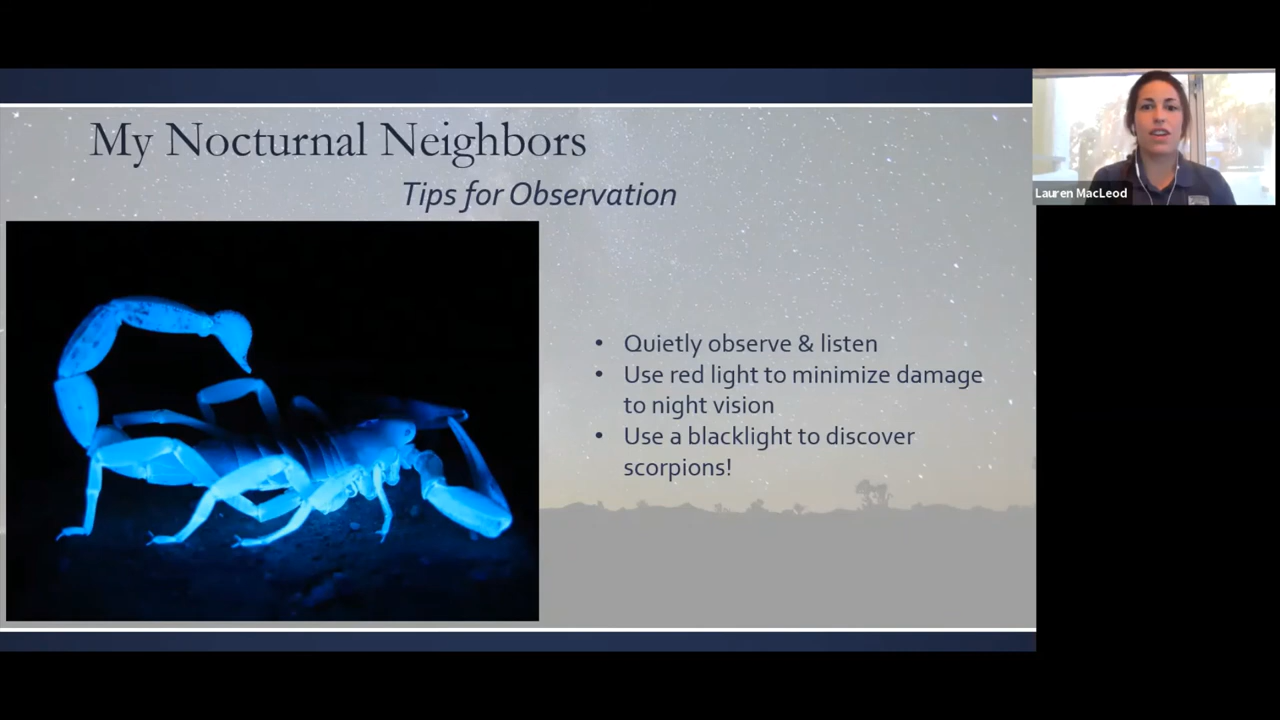 My Nocturnal Neighbors
Tips for Observation
• Quietly observe & listen
• Use red light to minimize damage
to night vision
• Use a blacklight to discover
scorpions!
Lauren MacLeod